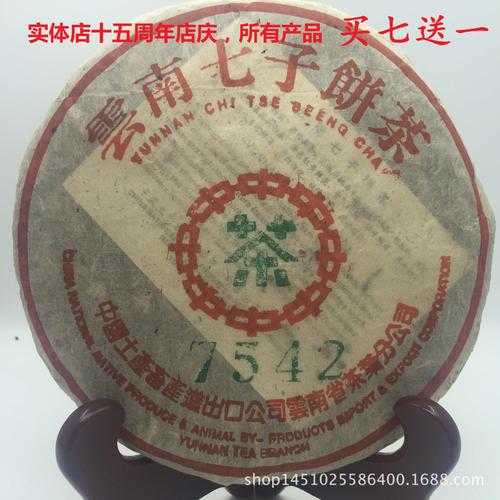 实体店十五周年店庆，所有产品 买七送一
雲南七子餅茶
YUNNAN CHI TSE BEENG CHA
茶
7542
中國土產畜產進出口公司雲南省茶葉分公司
CHINA NATIONAL NATIVE PRODUCE & ANIMAL BY-PRODUCTS IMPORT & EXPORT CORPORATION
YUNNAN TEA BRANCH
shop1451025586400.1688.com